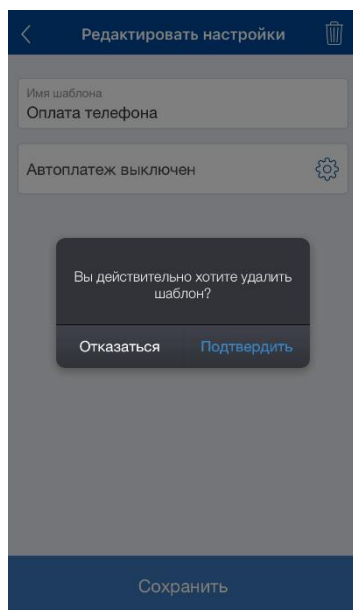 Редактировать настройки
Имя шаблона
Оплата телефона
Автоплатеж выключен
Вы действительно хотите удалить
шаблон?
Отказаться Подтвердить
Сохранить